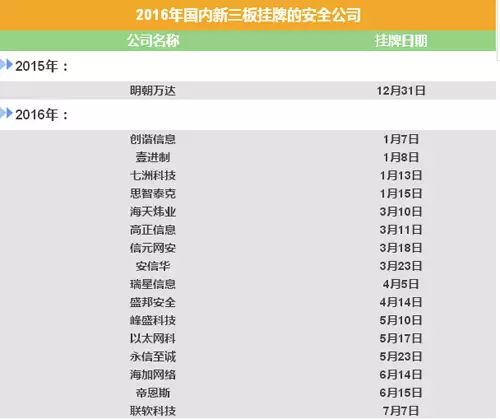 2016年国内新三板挂牌的安全公司
公司名称 挂牌日期
2015年：
明朝万达 12月31日
2016年：
创谐信息 1月7日
壹进制 1月8日
七洲科技 1月13日
思智泰克 1月15日
海天炜业 3月10日
高正信息 3月11日
信元网安 3月18日
安信华 3月23日
瑞星信息 4月5日
盛邦安全 4月14日
峰盛科技 5月10日
以太网科 5月17日
永信至诚 5月23日
海加网络 6月14日
帝恩斯 6月15日
联软科技 7月7日